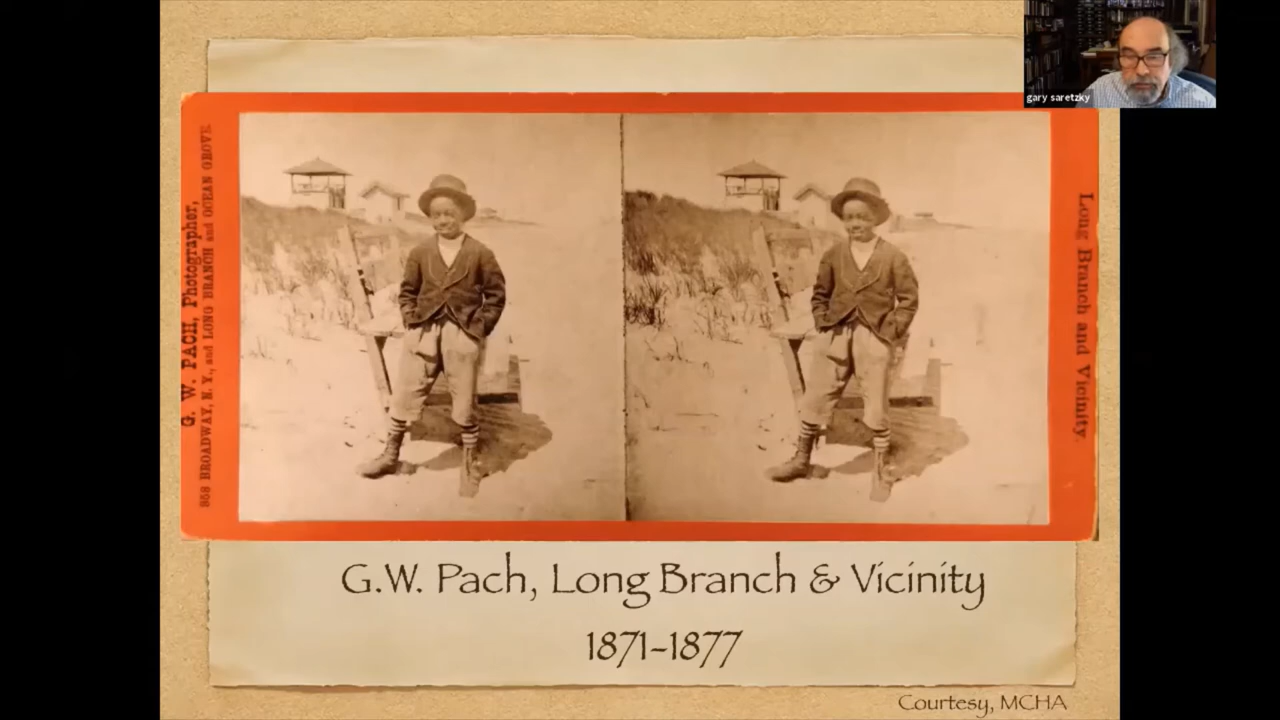 gary saretzky
G. W. PACH, Photographer,
858 BROADWAY, N. Y., and LONG BRANCH and OCEAN GROVE
Long Branch and Vicinity.
G.W. Pach, Long Branch & Vicinity
1871-1877
Courtesy, MCHA